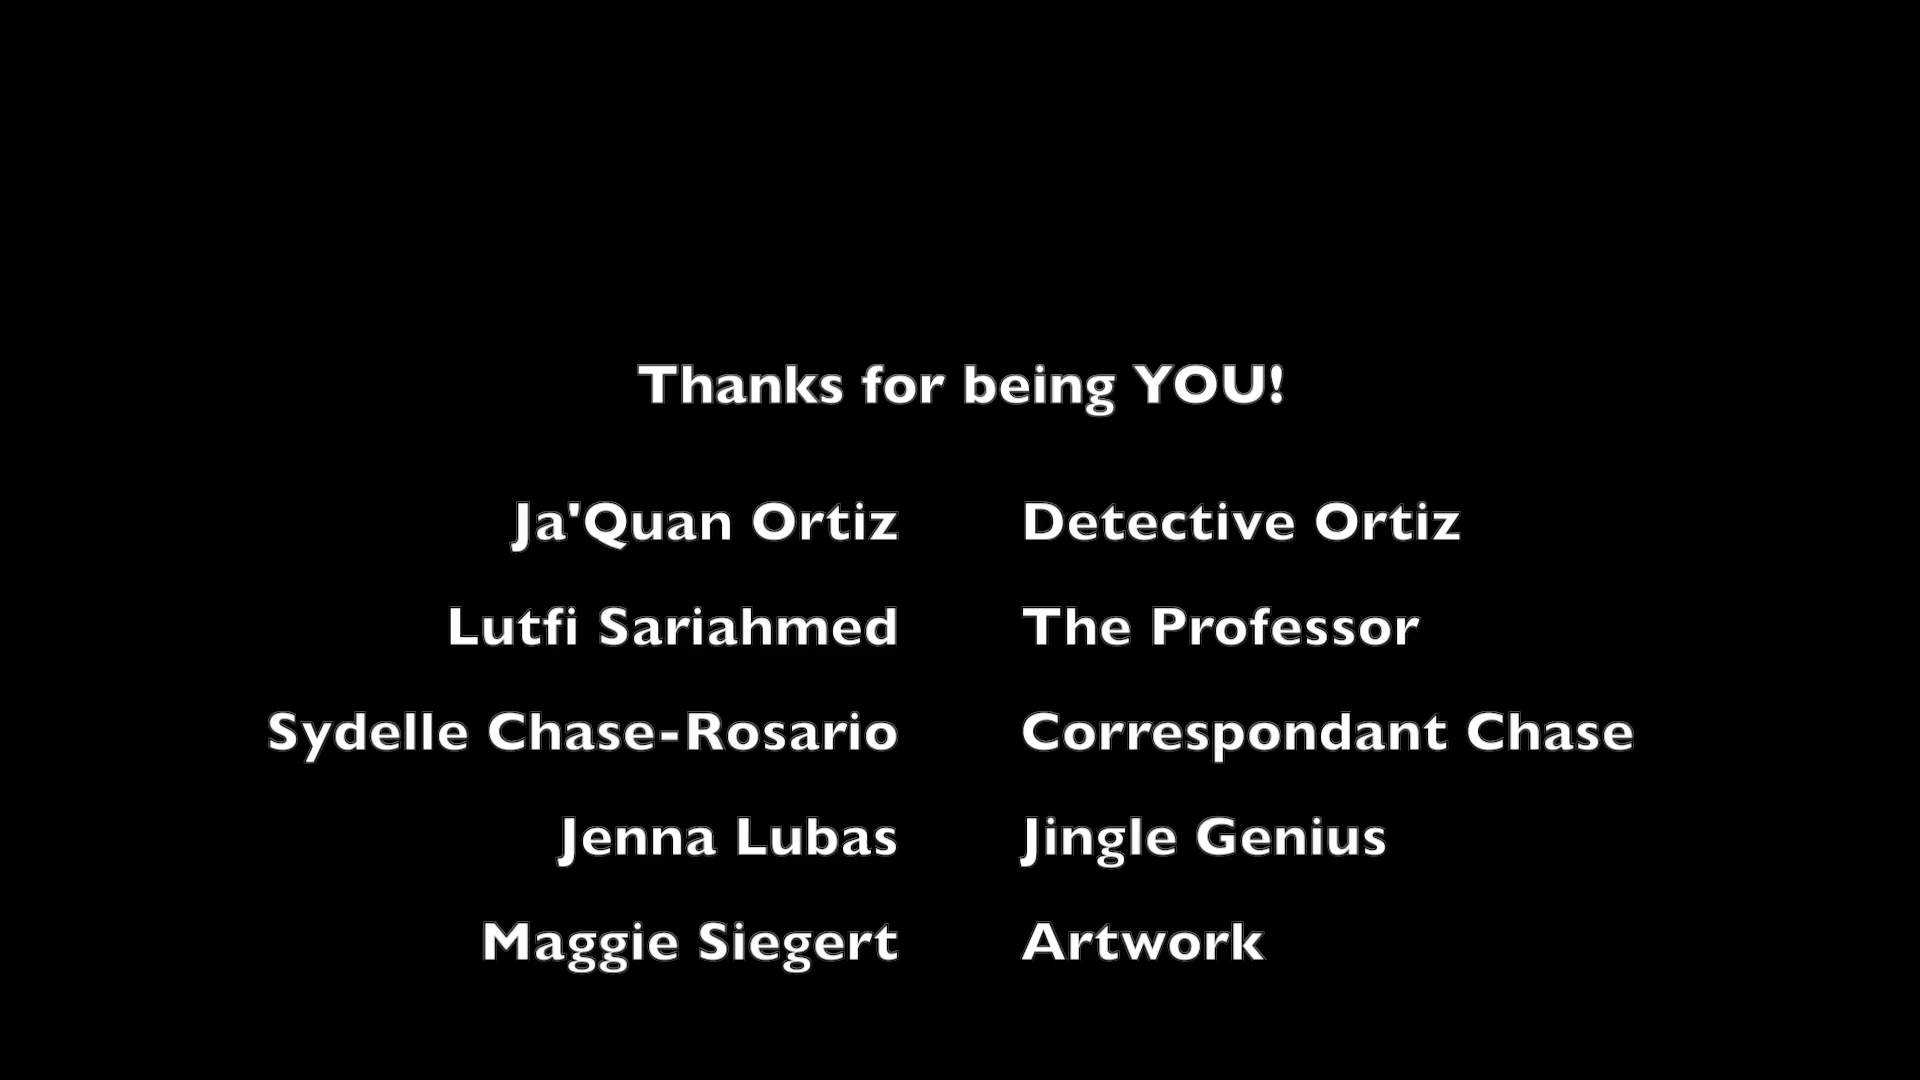 Thanks for being YOU!
Ja'Quan Ortiz Detective Ortiz
Lutfi Sariahmed The Professor
Sydelle Chase-Rosario Correspondant Chase
Jenna Lubas Jingle Genius
Maggie Siegert Artwork